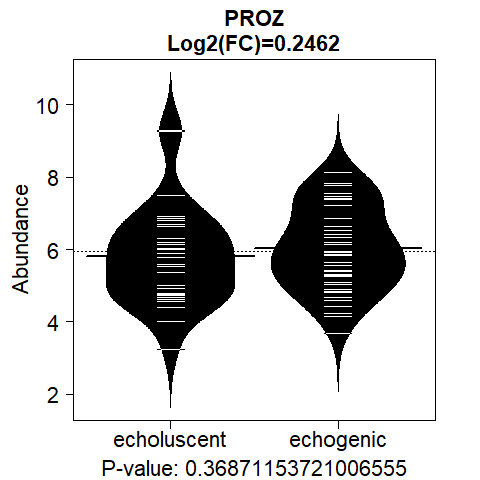 PROZ
Log2(FC)=0.2462
Abundance
10
8
6
4
2
echoluscent
echogenic
P-value: 0.36871153721006555